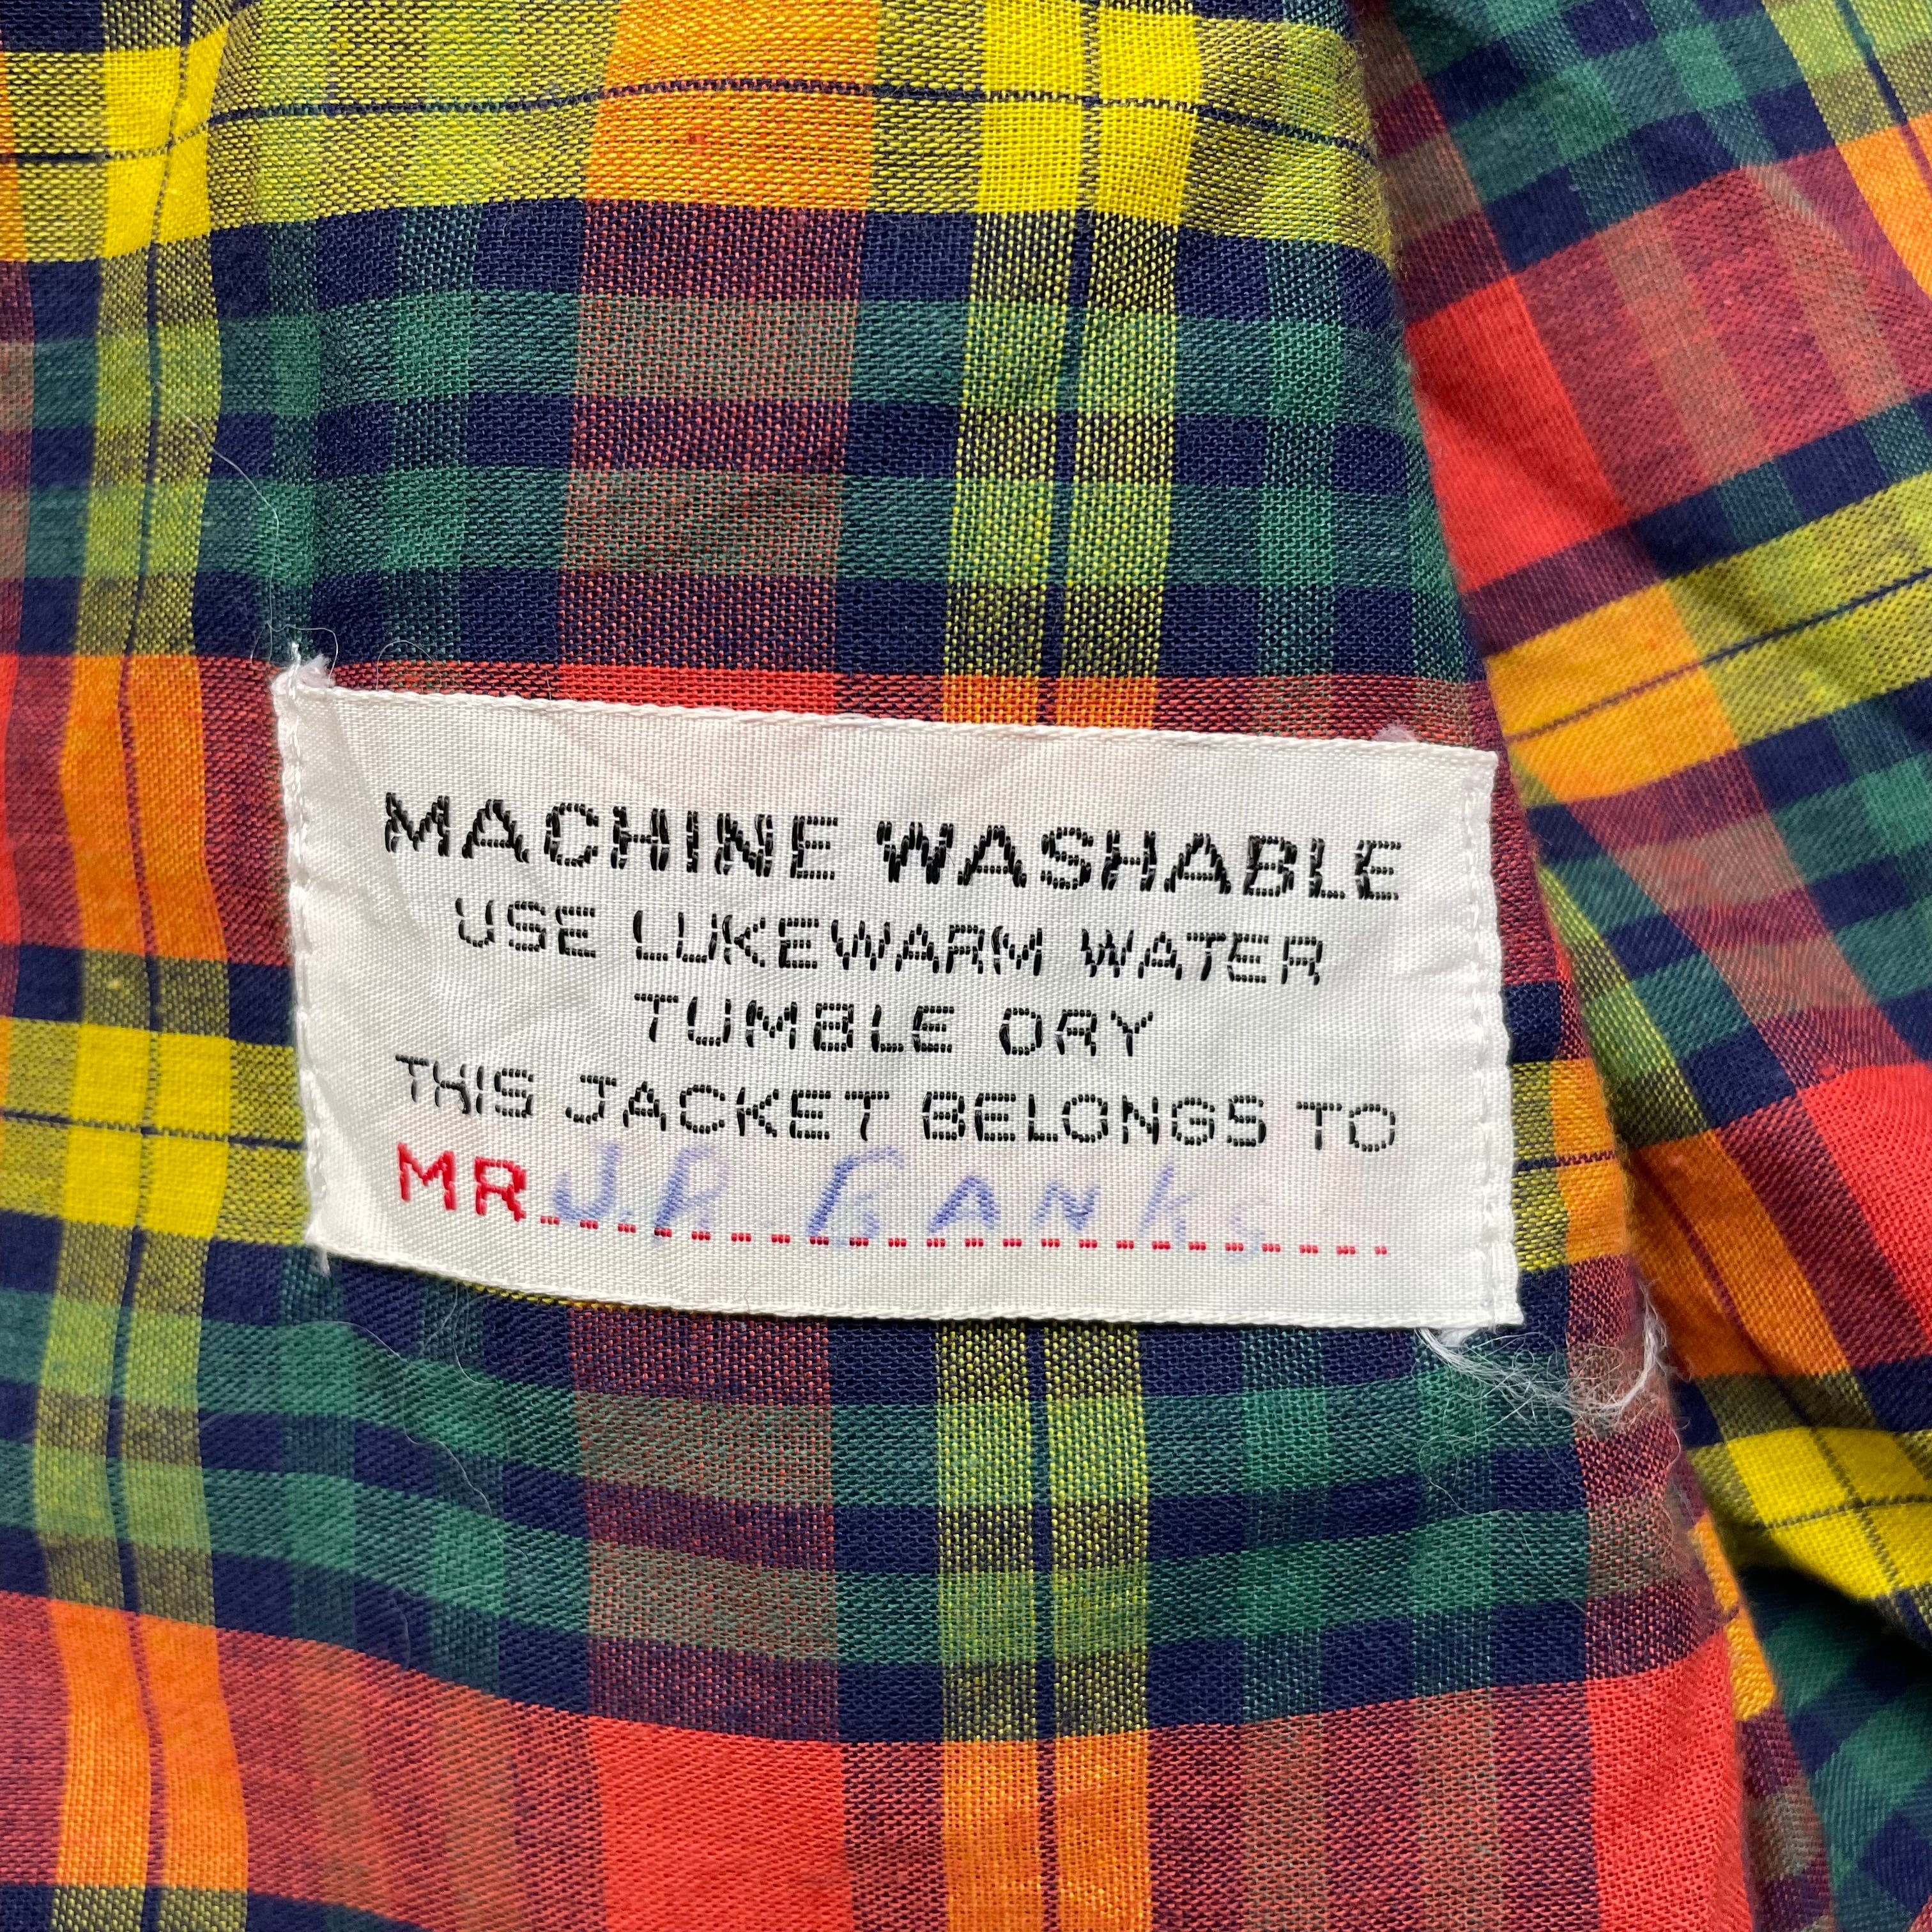 MACHINE WASHABLE
USE LUKEWARM WATER
TUMBLE DRY
THIS JACKET BELONGS TO
MR J.P. BANKS